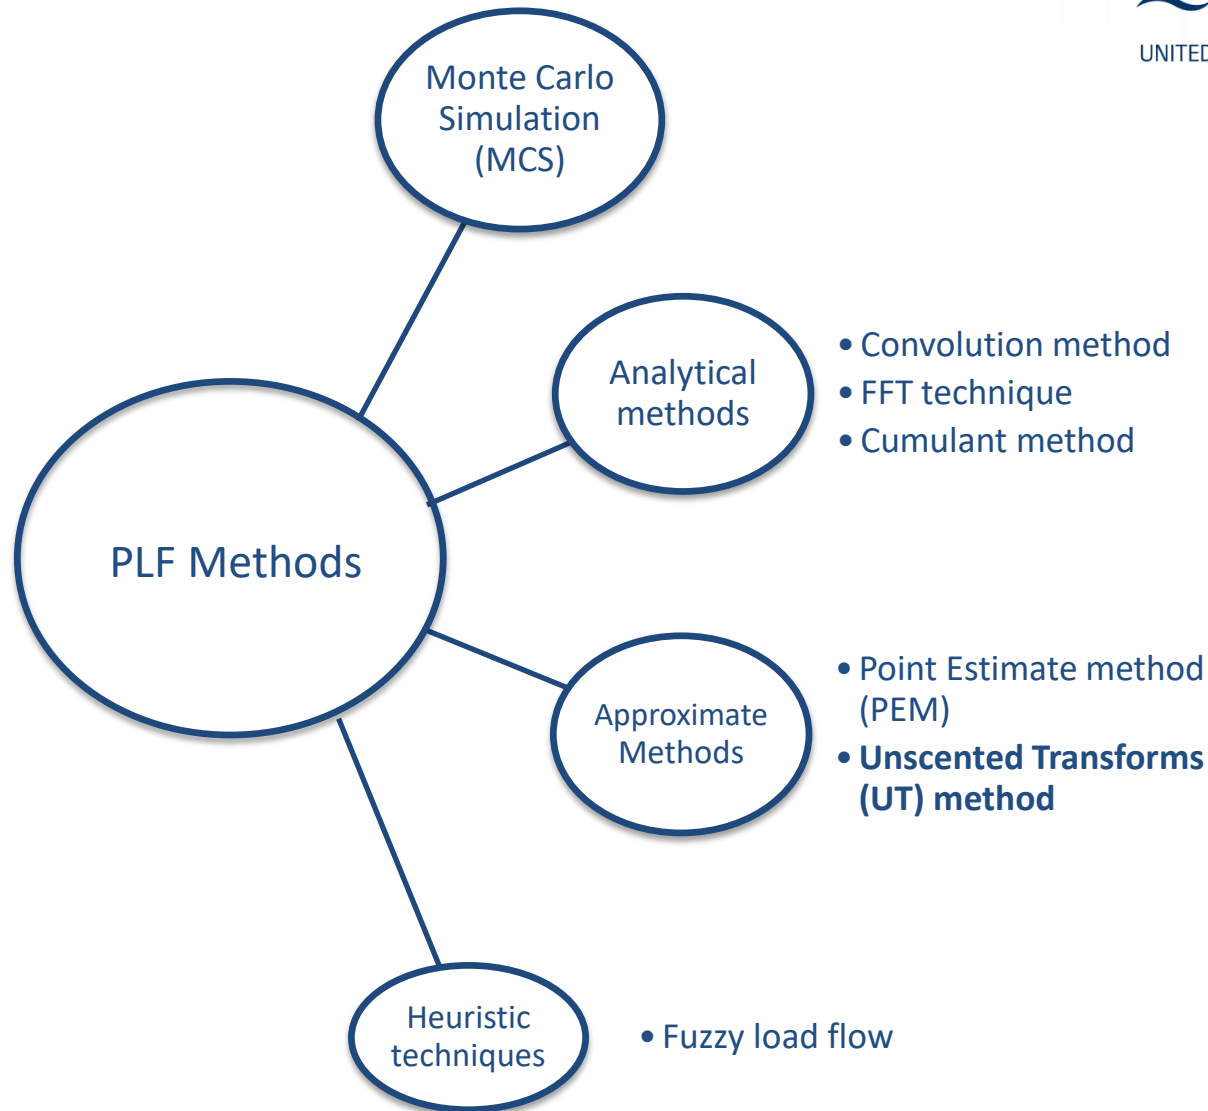 UNITED
Monte Carlo
Simulation
(MCS)
Analytical
methods
• Convolution method
• FFT technique
• Cumulant method
PLF Methods
Approximate
Methods
• Point Estimate method
(PEM)
• Unscented Transforms
(UT) method
Heuristic
techniques
• Fuzzy load flow